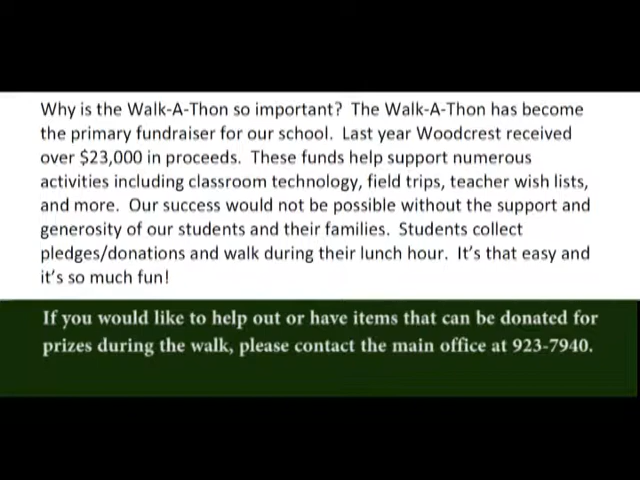 Why is the Walk-A-Thon so important?  The Walk-A-Thon has become
the primary fundraiser for our school.  Last year Woodcrest received
over $23,000 in proceeds.  These funds help support numerous
activities including classroom technology, field trips, teacher wish lists,
and more.  Our success would not be possible without the support and
generosity of our students and their families.  Students collect
pledges/donations and walk during their lunch hour.  It's that easy and
it's so much fun!
If you would like to help out or have items that can be donated for
prizes during the walk, please contact the main office at 923-7940.